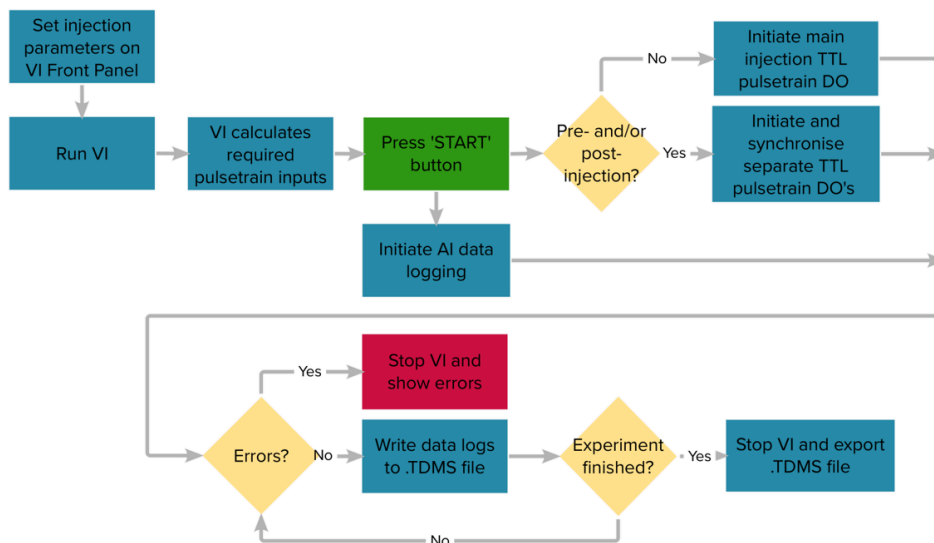 Set injection
parameters on
VI Front Panel
Run VI
VI calculates
required
pulsetrain inputs
Press 'START'
button
Initiate AI data
logging
Pre- and/or
post-
injection?
No
Initiate main
injection TTL
pulsetrain DO
Yes
Initiate and
synchronise
separate TTL
pulsetrain DO's
Errors?
Yes
Stop VI and
show errors
No
Write data logs
to .TDMS file
Experiment
finished?
Yes
Stop VI and export
.TDMS file
No